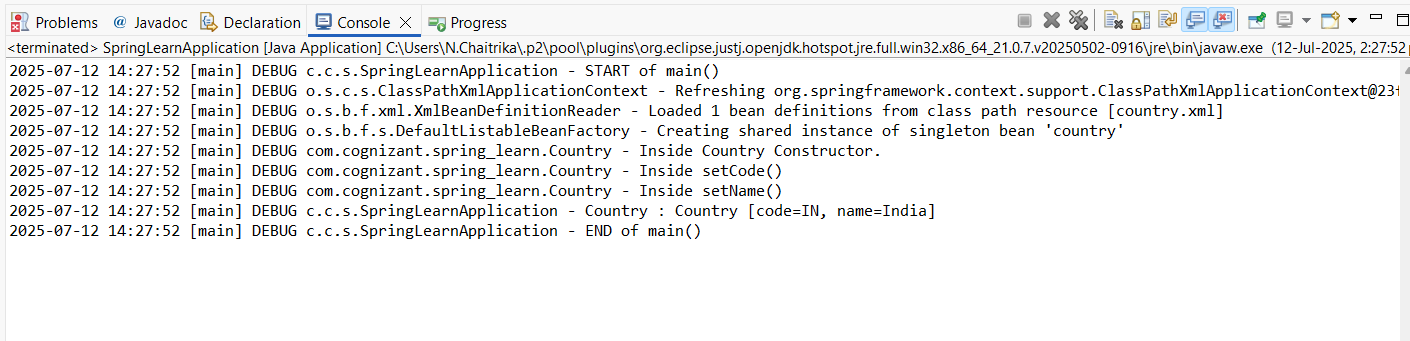 Problems @ Javadoc Declaration Console Progress
<terminated> SpringLearnApplication [Java Application] C:\Users\N.Chaitrika\.p2\pool\plugins\org.eclipse.justj.openjdk.hotspot.jre.full.win32.x86_64_21.0.7.v20250502-0916\jre\bin\javaw.exe (12-Jul-2025, 2:27:52
2025-07-12 14:27:52 [main] DEBUG c.c.s.SpringLearnApplication - START of main()
2025-07-12 14:27:52 [main] DEBUG o.s.c.s.ClassPathXmlApplicationContext - Refreshing org.springframework.context.support.ClassPathXmlApplicationContext@23
2025-07-12 14:27:52 [main] DEBUG o.s.b.f.xml.XmlBeanDefinitionReader - Loaded 1 bean definitions from class path resource [country.xml]
2025-07-12 14:27:52 [main] DEBUG o.s.b.f.s.DefaultListableBeanFactory - Creating shared instance of singleton bean 'country'
2025-07-12 14:27:52 [main] DEBUG com.cognizant.spring_learn.Country - Inside Country Constructor.
2025-07-12 14:27:52 [main] DEBUG com.cognizant.spring_learn.Country - Inside setCode()
2025-07-12 14:27:52 [main] DEBUG com.cognizant.spring_learn.Country - Inside setName()
2025-07-12 14:27:52 [main] DEBUG c.c.s.SpringLearnApplication - Country : Country [code=IN, name=India]
2025-07-12 14:27:52 [main] DEBUG c.c.s.SpringLearnApplication - END of main()